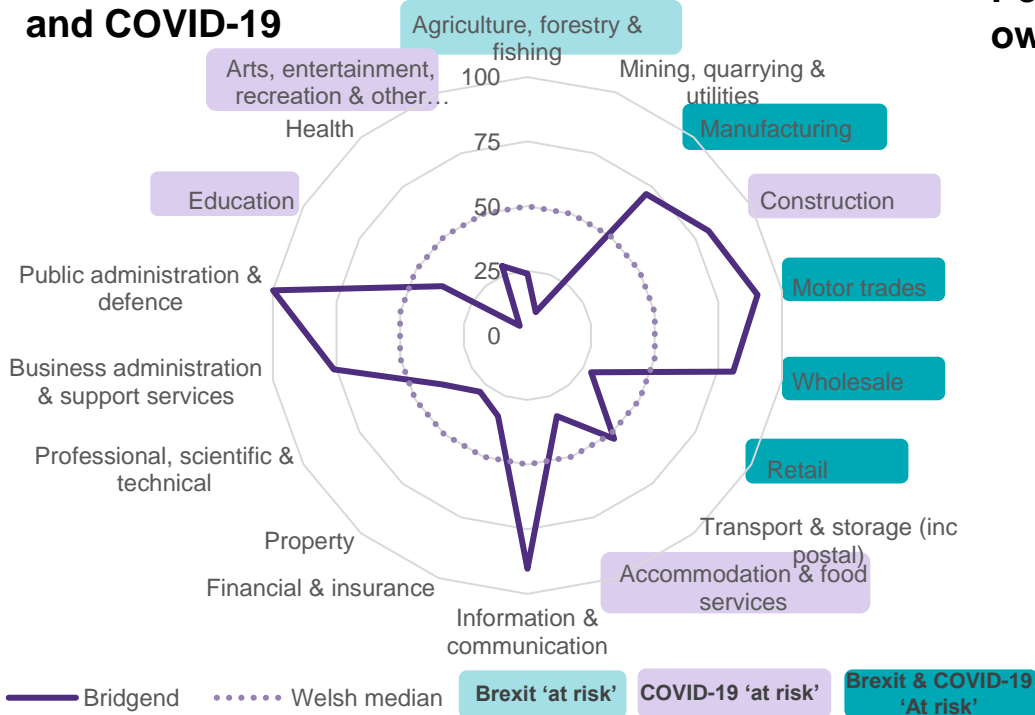 and COVID-19
Agriculture, forestry &
fishing
Arts, entertainment,
recreation & other…
Mining, quarrying &
utilities
Health
Manufacturing
Education
Construction
Public administration &
defence
Motor trades
Business administration
& support services
Wholesale
Professional, scientific &
technical
Retail
Property
Transport & storage (inc
postal)
Financial & insurance
Accommodation & food
services
Information &
communication
100
75
50
25
0
Bridgend
Welsh median
Brexit ‘at risk’
COVID-19 ‘at risk’
Brexit & COVID-19
‘At risk’